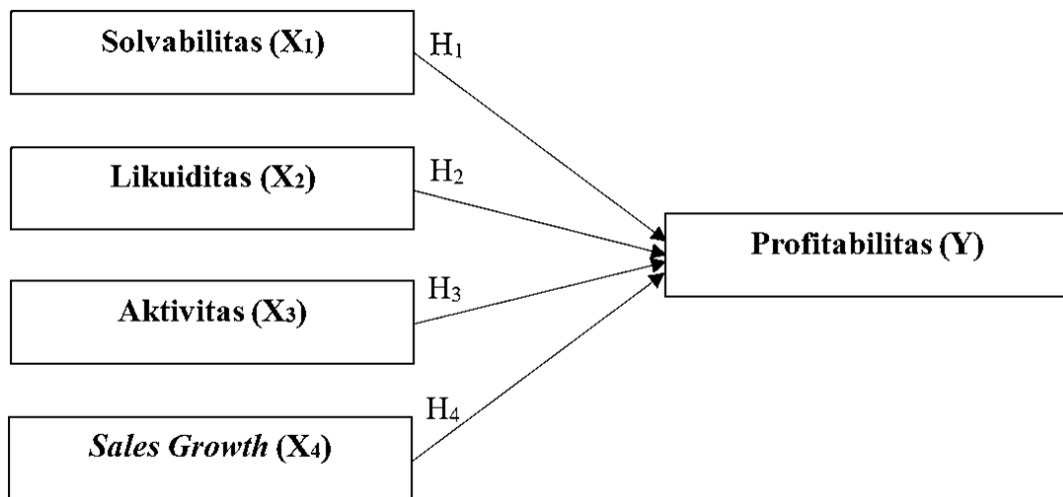 Solvabilitas (X1)
H1
Likuiditas (X2)
H2
Profitabilitas (Y)
Aktivitas (X3)
H3
Sales Growth (X4)
H4